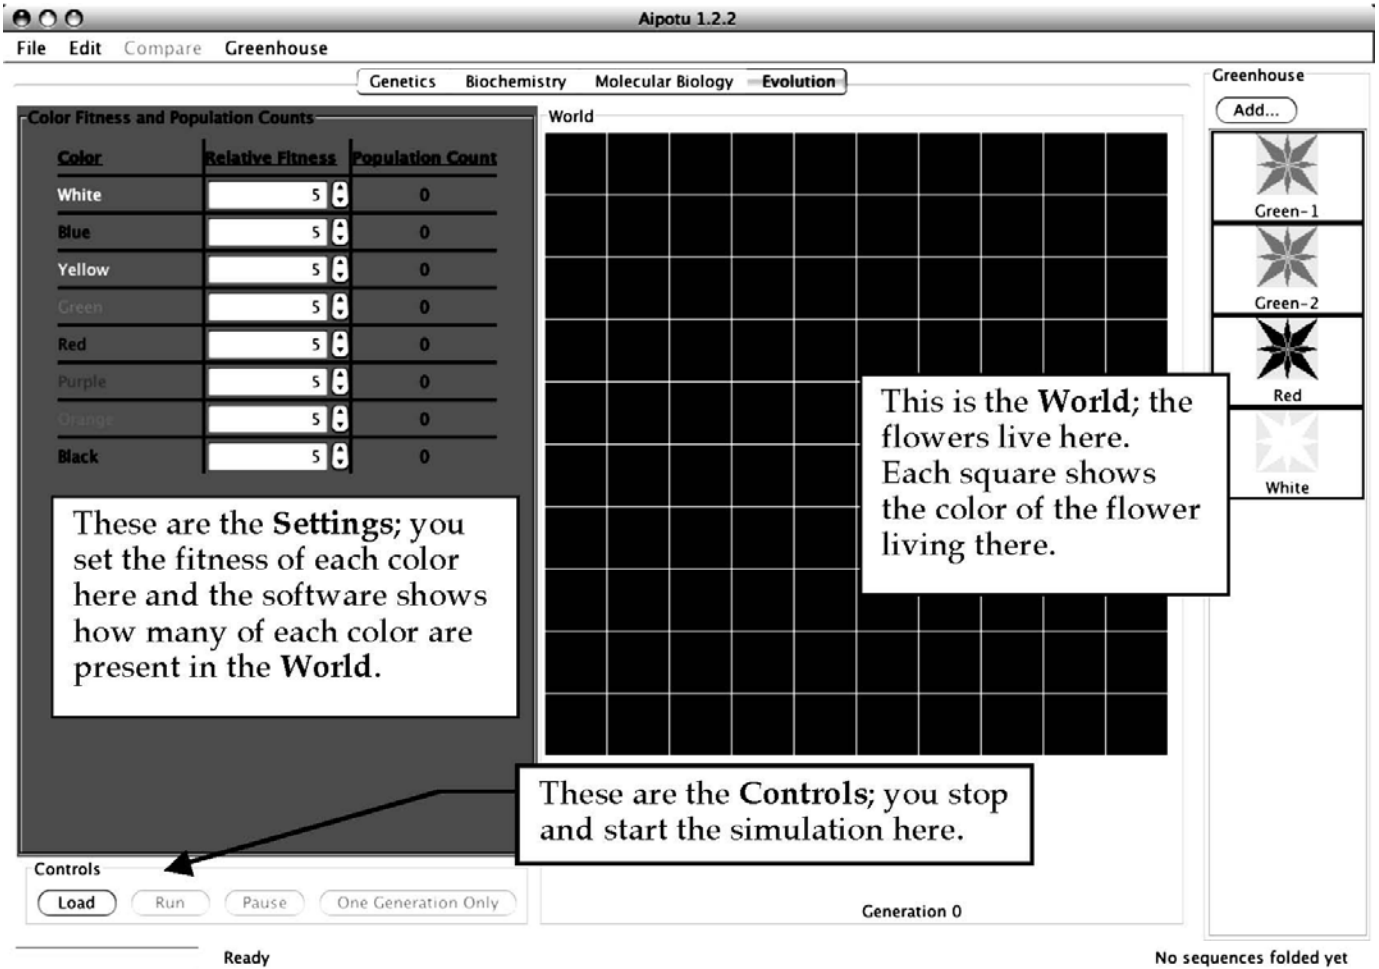 Aipotu 1.2.2
File Edit Compare Greenhouse
Genetics Biochemistry Molecular Biology Evolution
Greenhouse
Add...
Green-1
Green-2
Red
White
Color Fitness and Population Counts
Color Relative Fitness Population Count
White 5 0
Blue 5 0
Yellow 5 0
Green 5 0
Red 5 0
Purple 5 0
Orange 5 0
Black 5 0
These are the Settings; you
set the fitness of each color
here and the software shows
how many of each color are
present in the World.
World
This is the World; the
flowers live here.
Each square shows
the color of the flower
living there.
These are the Controls; you stop
and start the simulation here.
Controls
Load Run Pause One Generation Only
Generation 0
Ready
No sequences folded yet